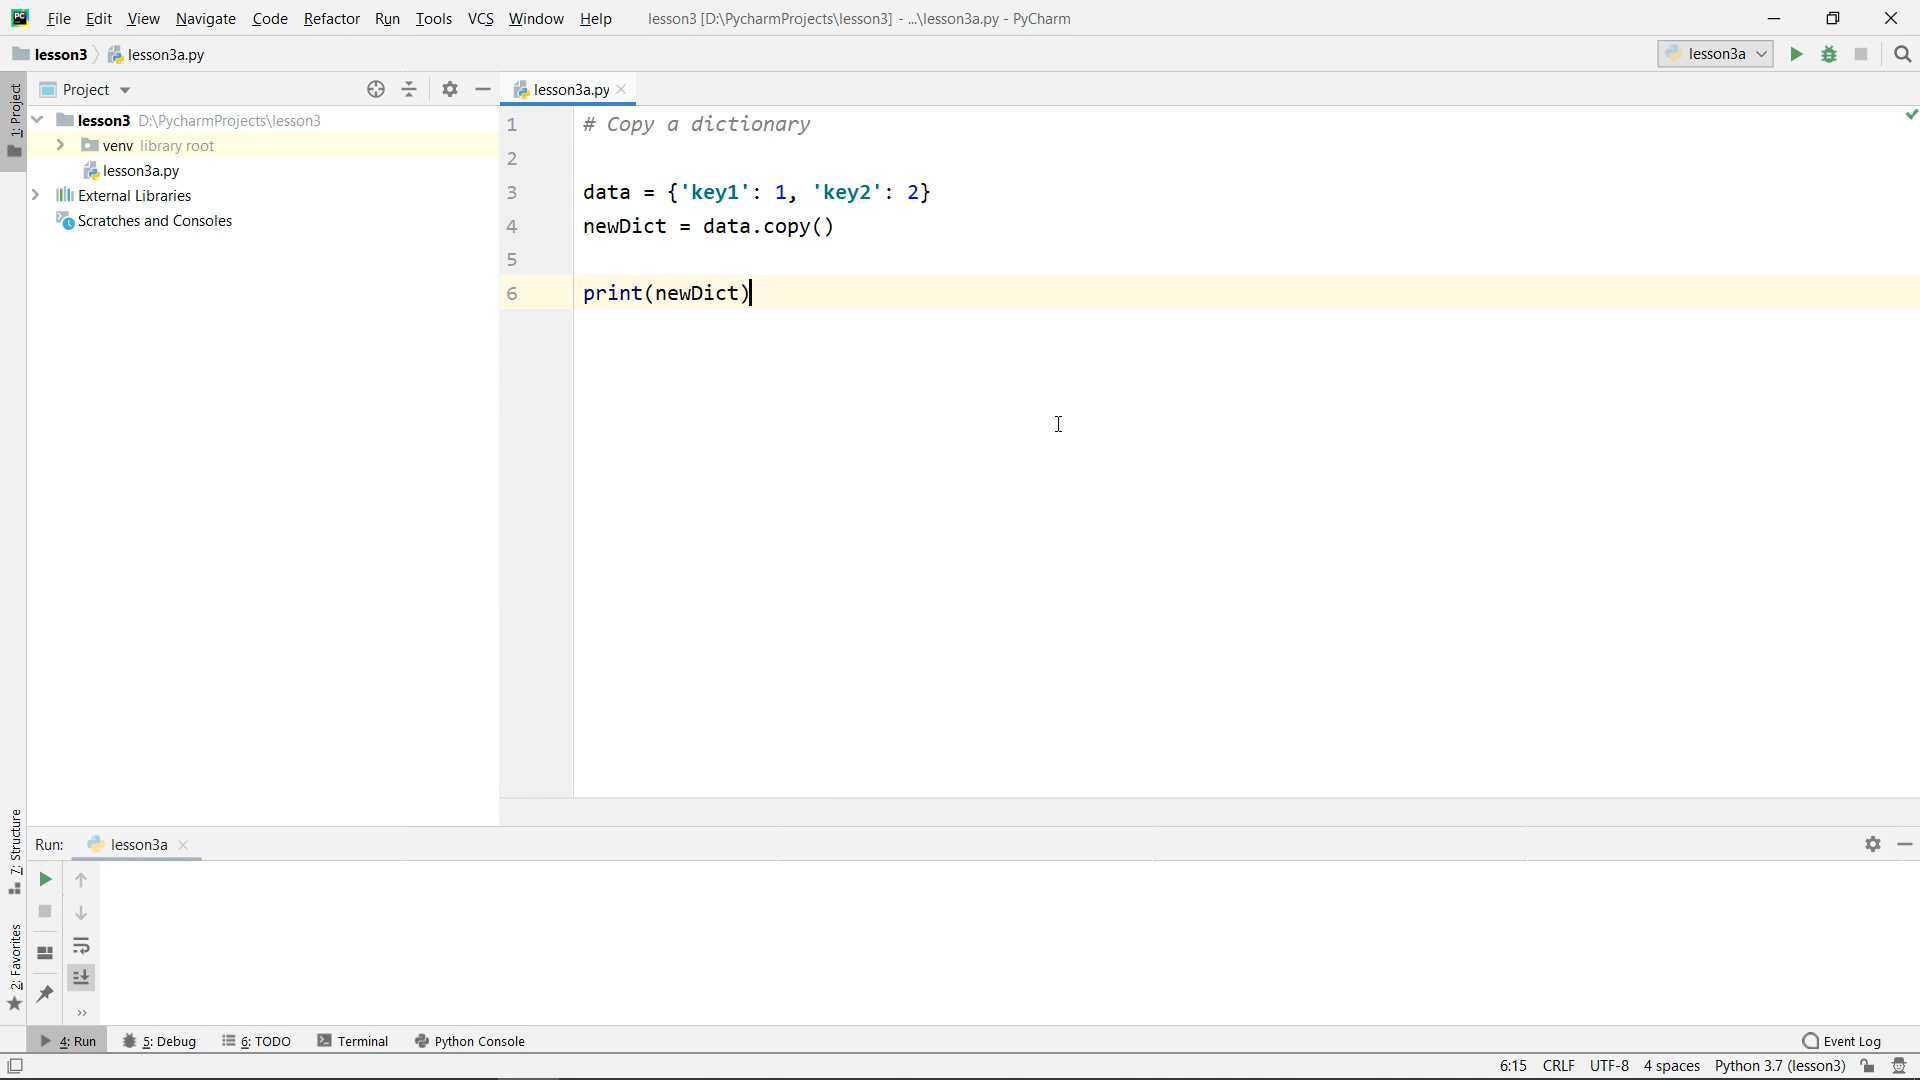 File Edit View Navigate Code Refactor Run Tools VCS Window Help lesson3 [D:\PycharmProjects\lesson3] - ...\lesson3a.py - PyCharm
lesson3 lesson3a.py lesson3a
1: Project
Project
lesson3a.py
lesson3 D:\PycharmProjects\lesson3
venv library root
lesson3a.py
External Libraries
Scratches and Consoles
1 # Copy a dictionary
2
3 data = {'key1': 1, 'key2': 2}
4 newDict = data.copy()
5
6 print(newDict)
7: Structure
2: Favorites
Run: lesson3a
4: Run 5: Debug 6: TODO Terminal Python Console Event Log
6:15 CRLF UTF-8 4 spaces Python 3.7 (lesson3)